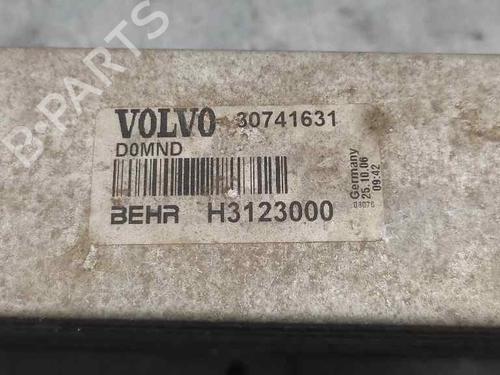 VOLVO 30741631
D0MND
BEHR H3123000
Germany
25.10.06
09:42
B-PARTS